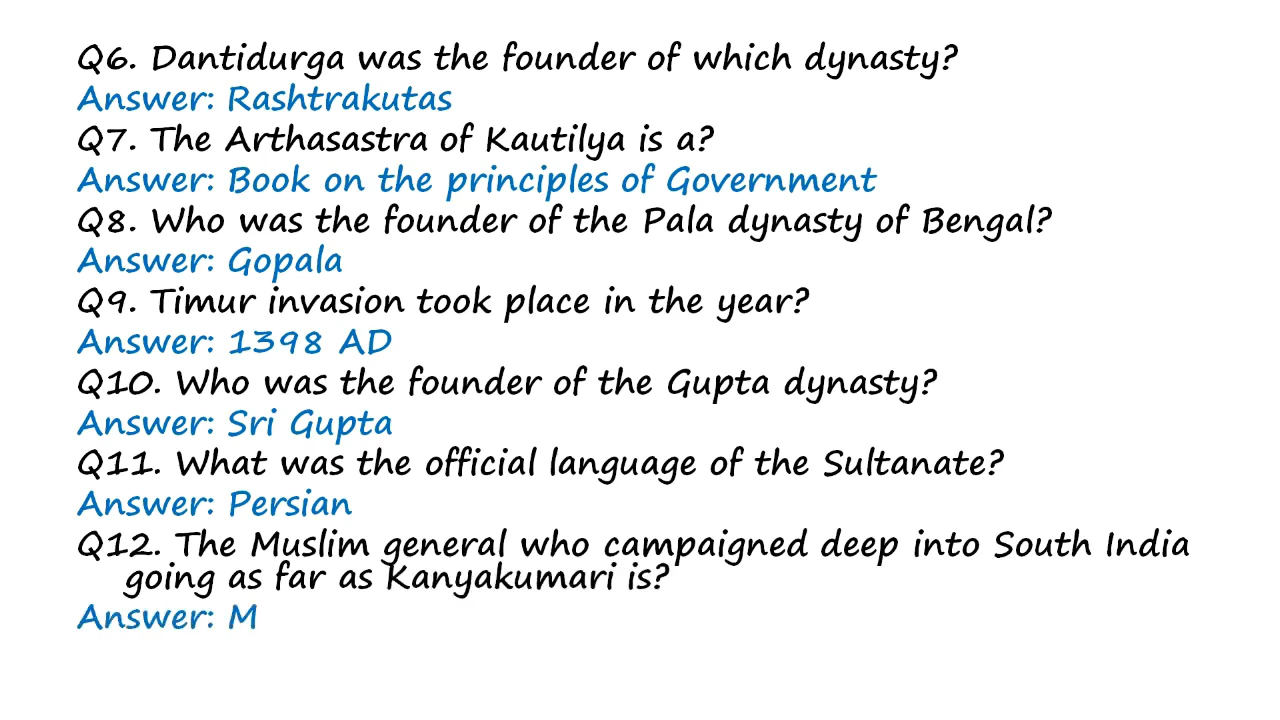 Q6. Dantidurga was the founder of which dynasty?
Answer: Rashtrakutas
Q7. The Arthasastra of Kautilya is a?
Answer: Book on the principles of Government
Q8. Who was the founder of the Pala dynasty of Bengal?
Answer: Gopala
Q9. Timur invasion took place in the year?
Answer: 1398 AD
Q10. Who was the founder of the Gupta dynasty?
Answer: Sri Gupta
Q11. What was the official language of the Sultanate?
Answer: Persian
Q12. The Muslim general who campaigned deep into South India
going as far as Kanyakumari is?
Answer: M